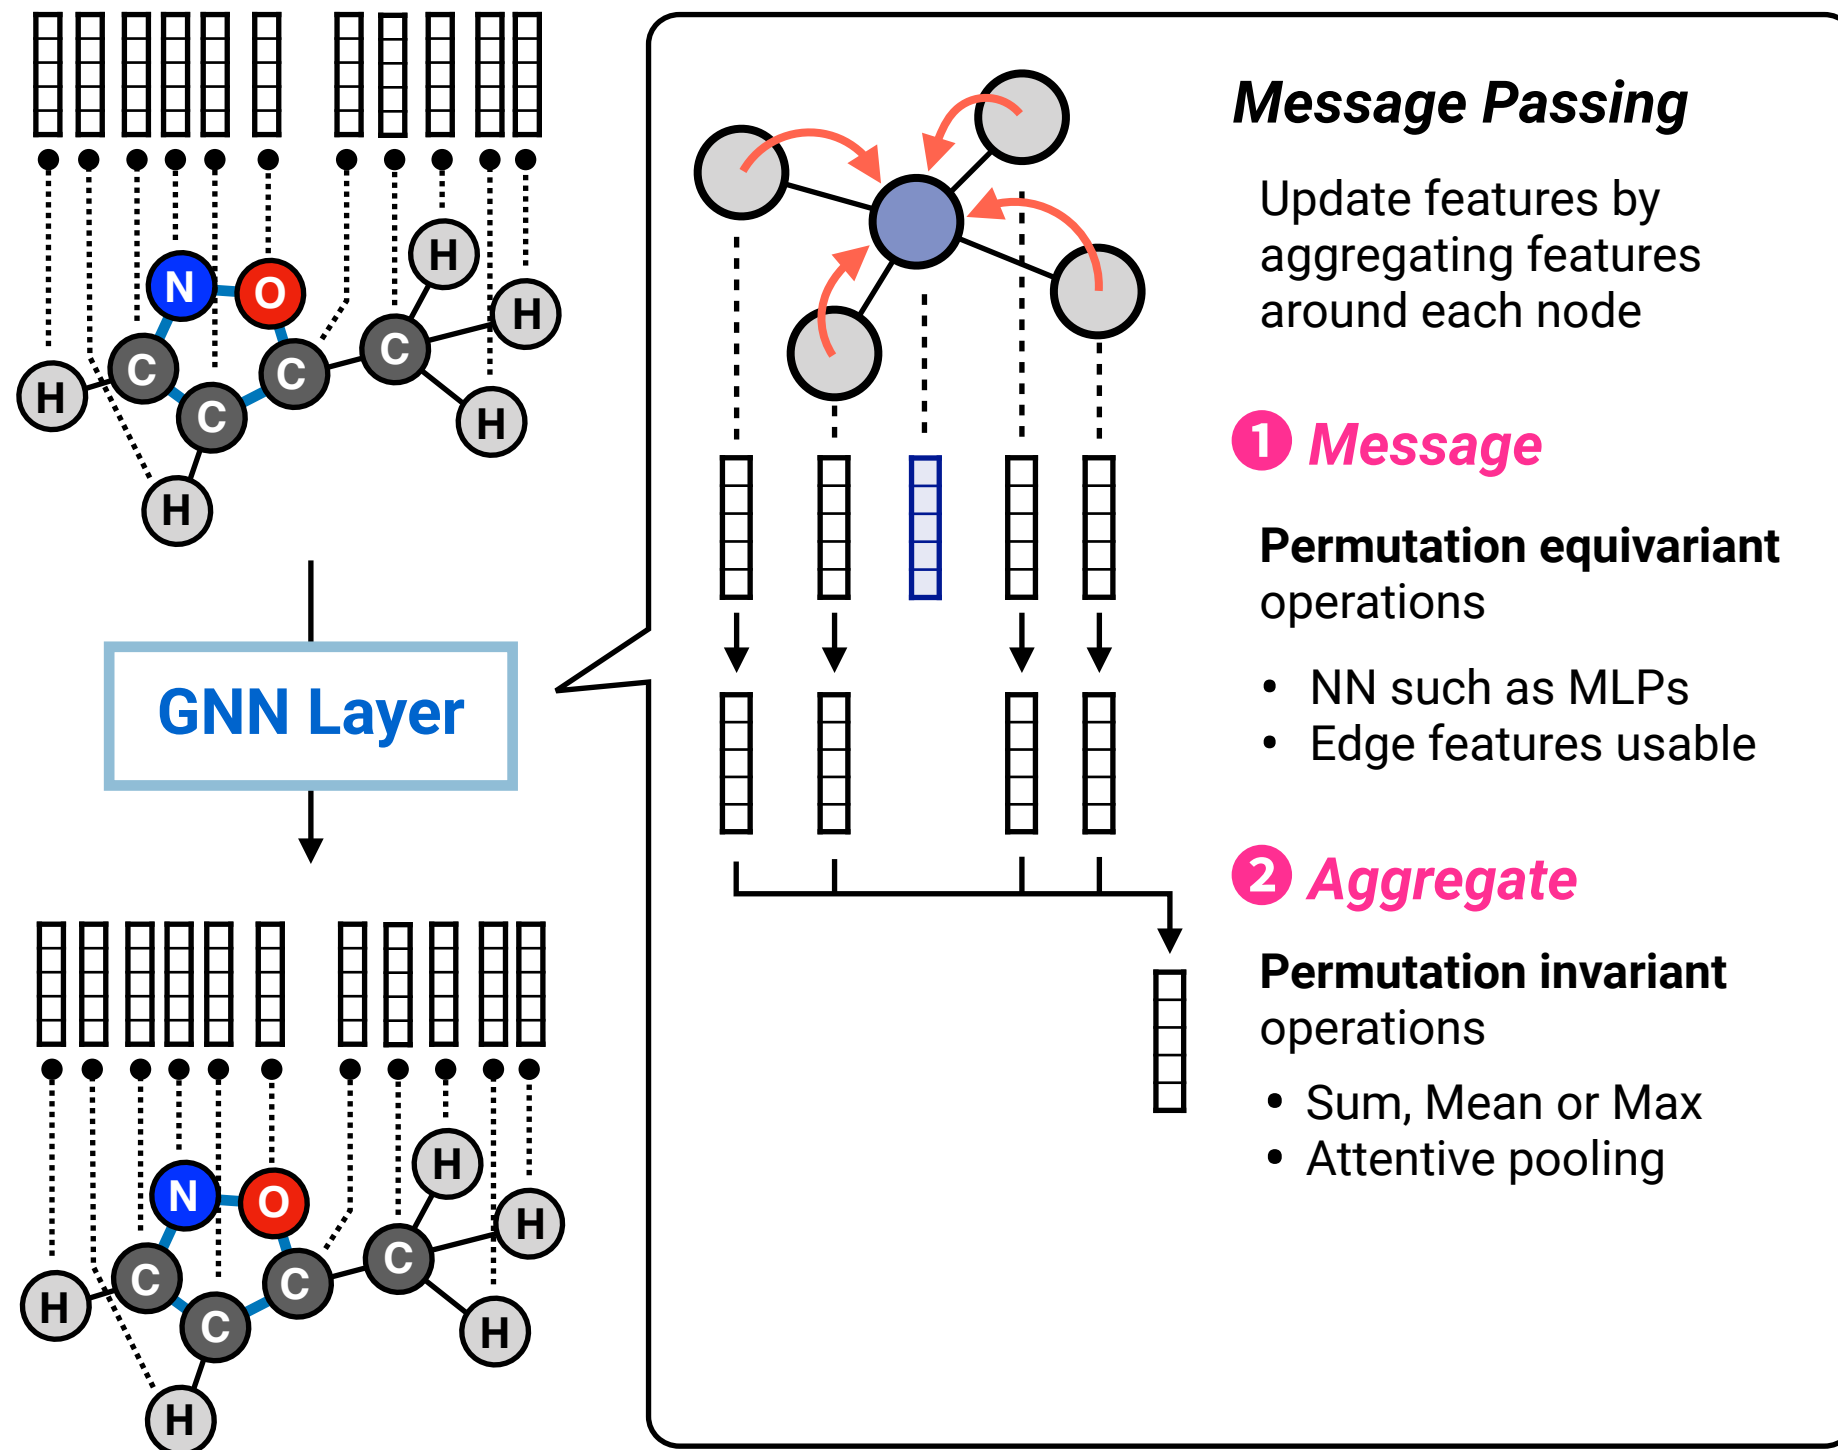 H
H
N
O
C
C
C
H
H
C
H
GNN Layer
H
H
N
O
C
C
C
H
H
C
H
Message Passing
Update features by
aggregating features
around each node
1 Message
Permutation equivariant
operations
• NN such as MLPs
• Edge features usable
2 Aggregate
Permutation invariant
operations
• Sum, Mean or Max
• Attentive pooling